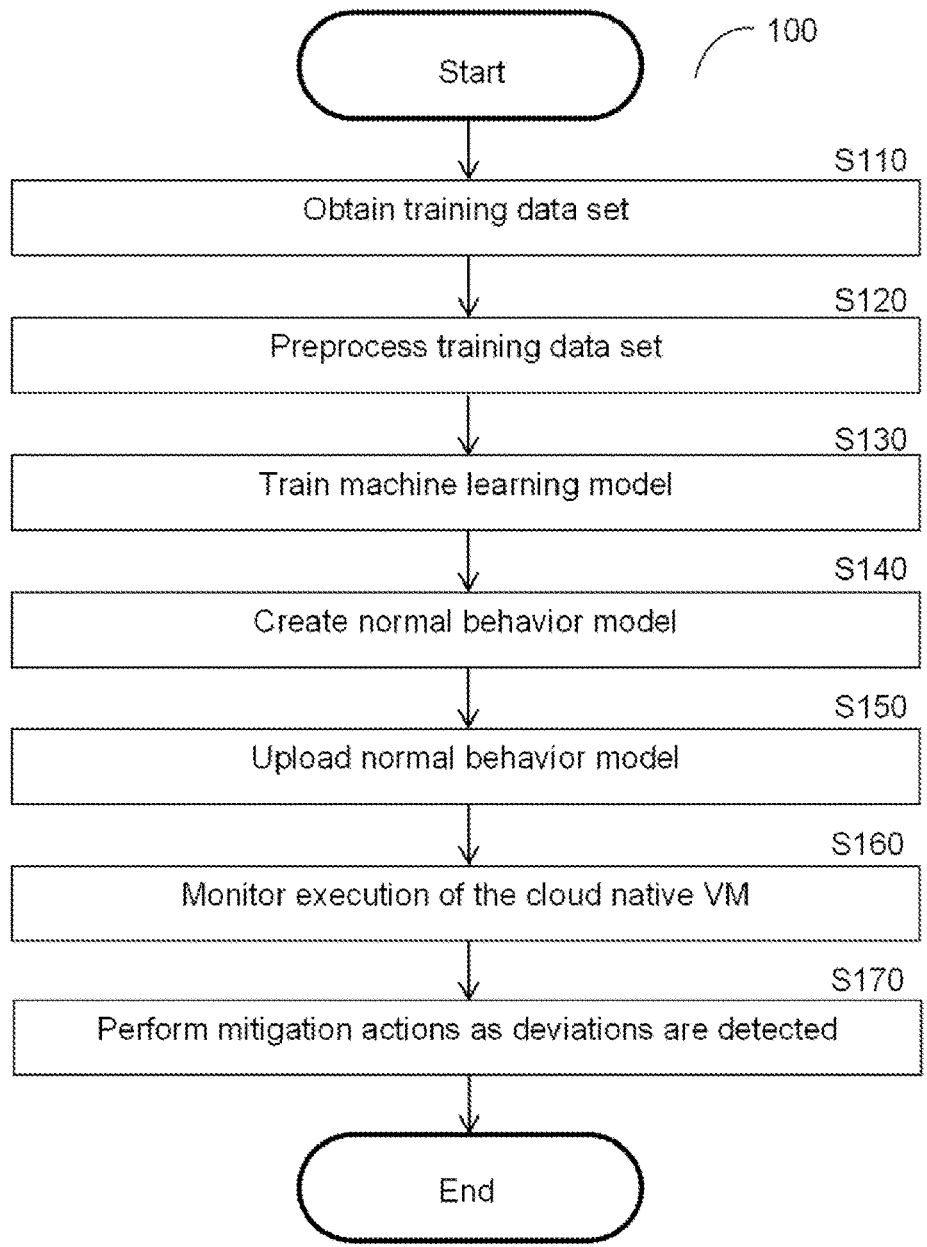 100
Start
S110
Obtain training data set
S120
Preprocess training data set
S130
Train machine learning model
S140
Create normal behavior model
S150
Upload normal behavior model
S160
Monitor execution of the cloud native VM
S170
Perform mitigation actions as deviations are detected
End